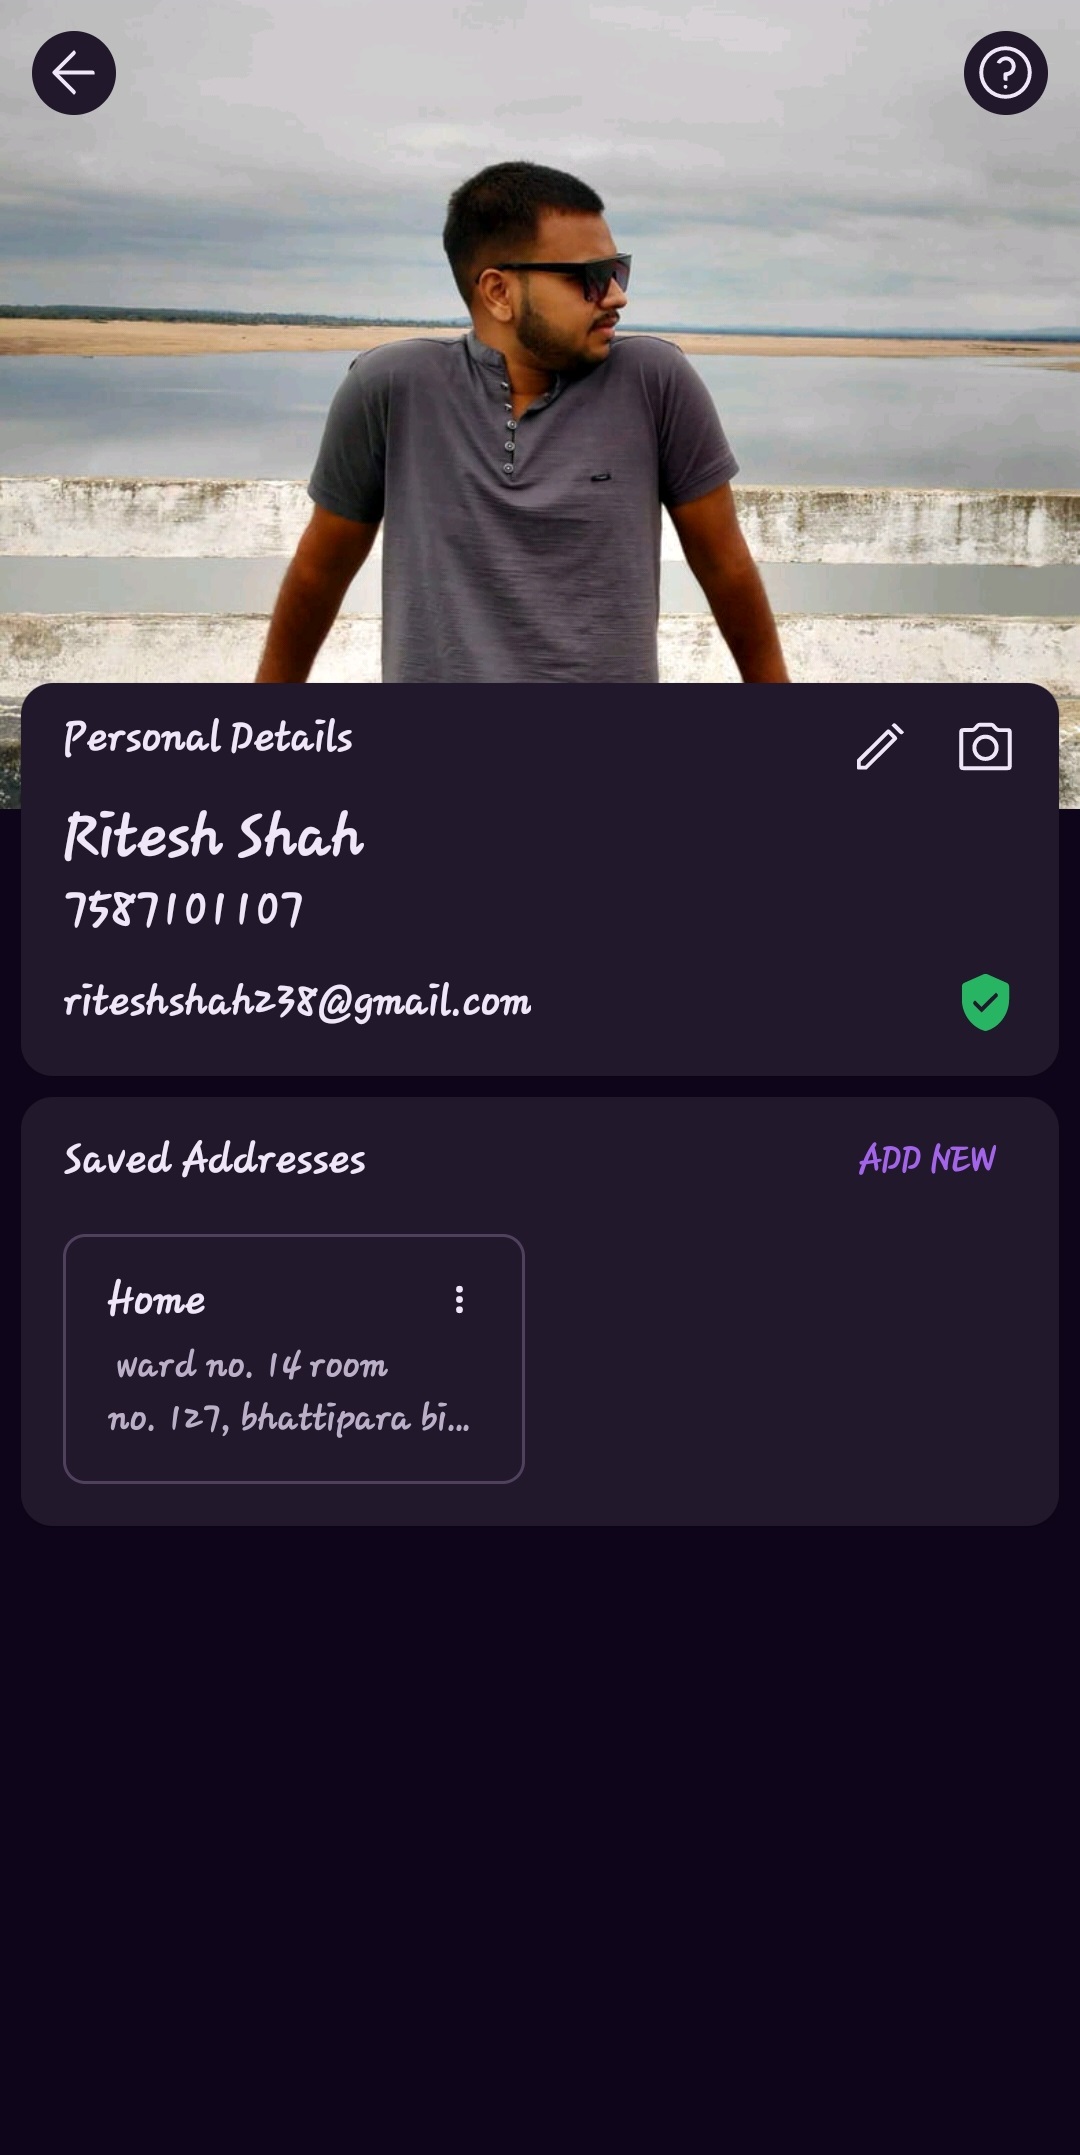 Personal Details
Ritesh Shah
7587101107
riteshshah238@gmail.com
Saved Addresses
ADD NEW
Home
ward no. 14 room
no. 127, bhattipara bi...